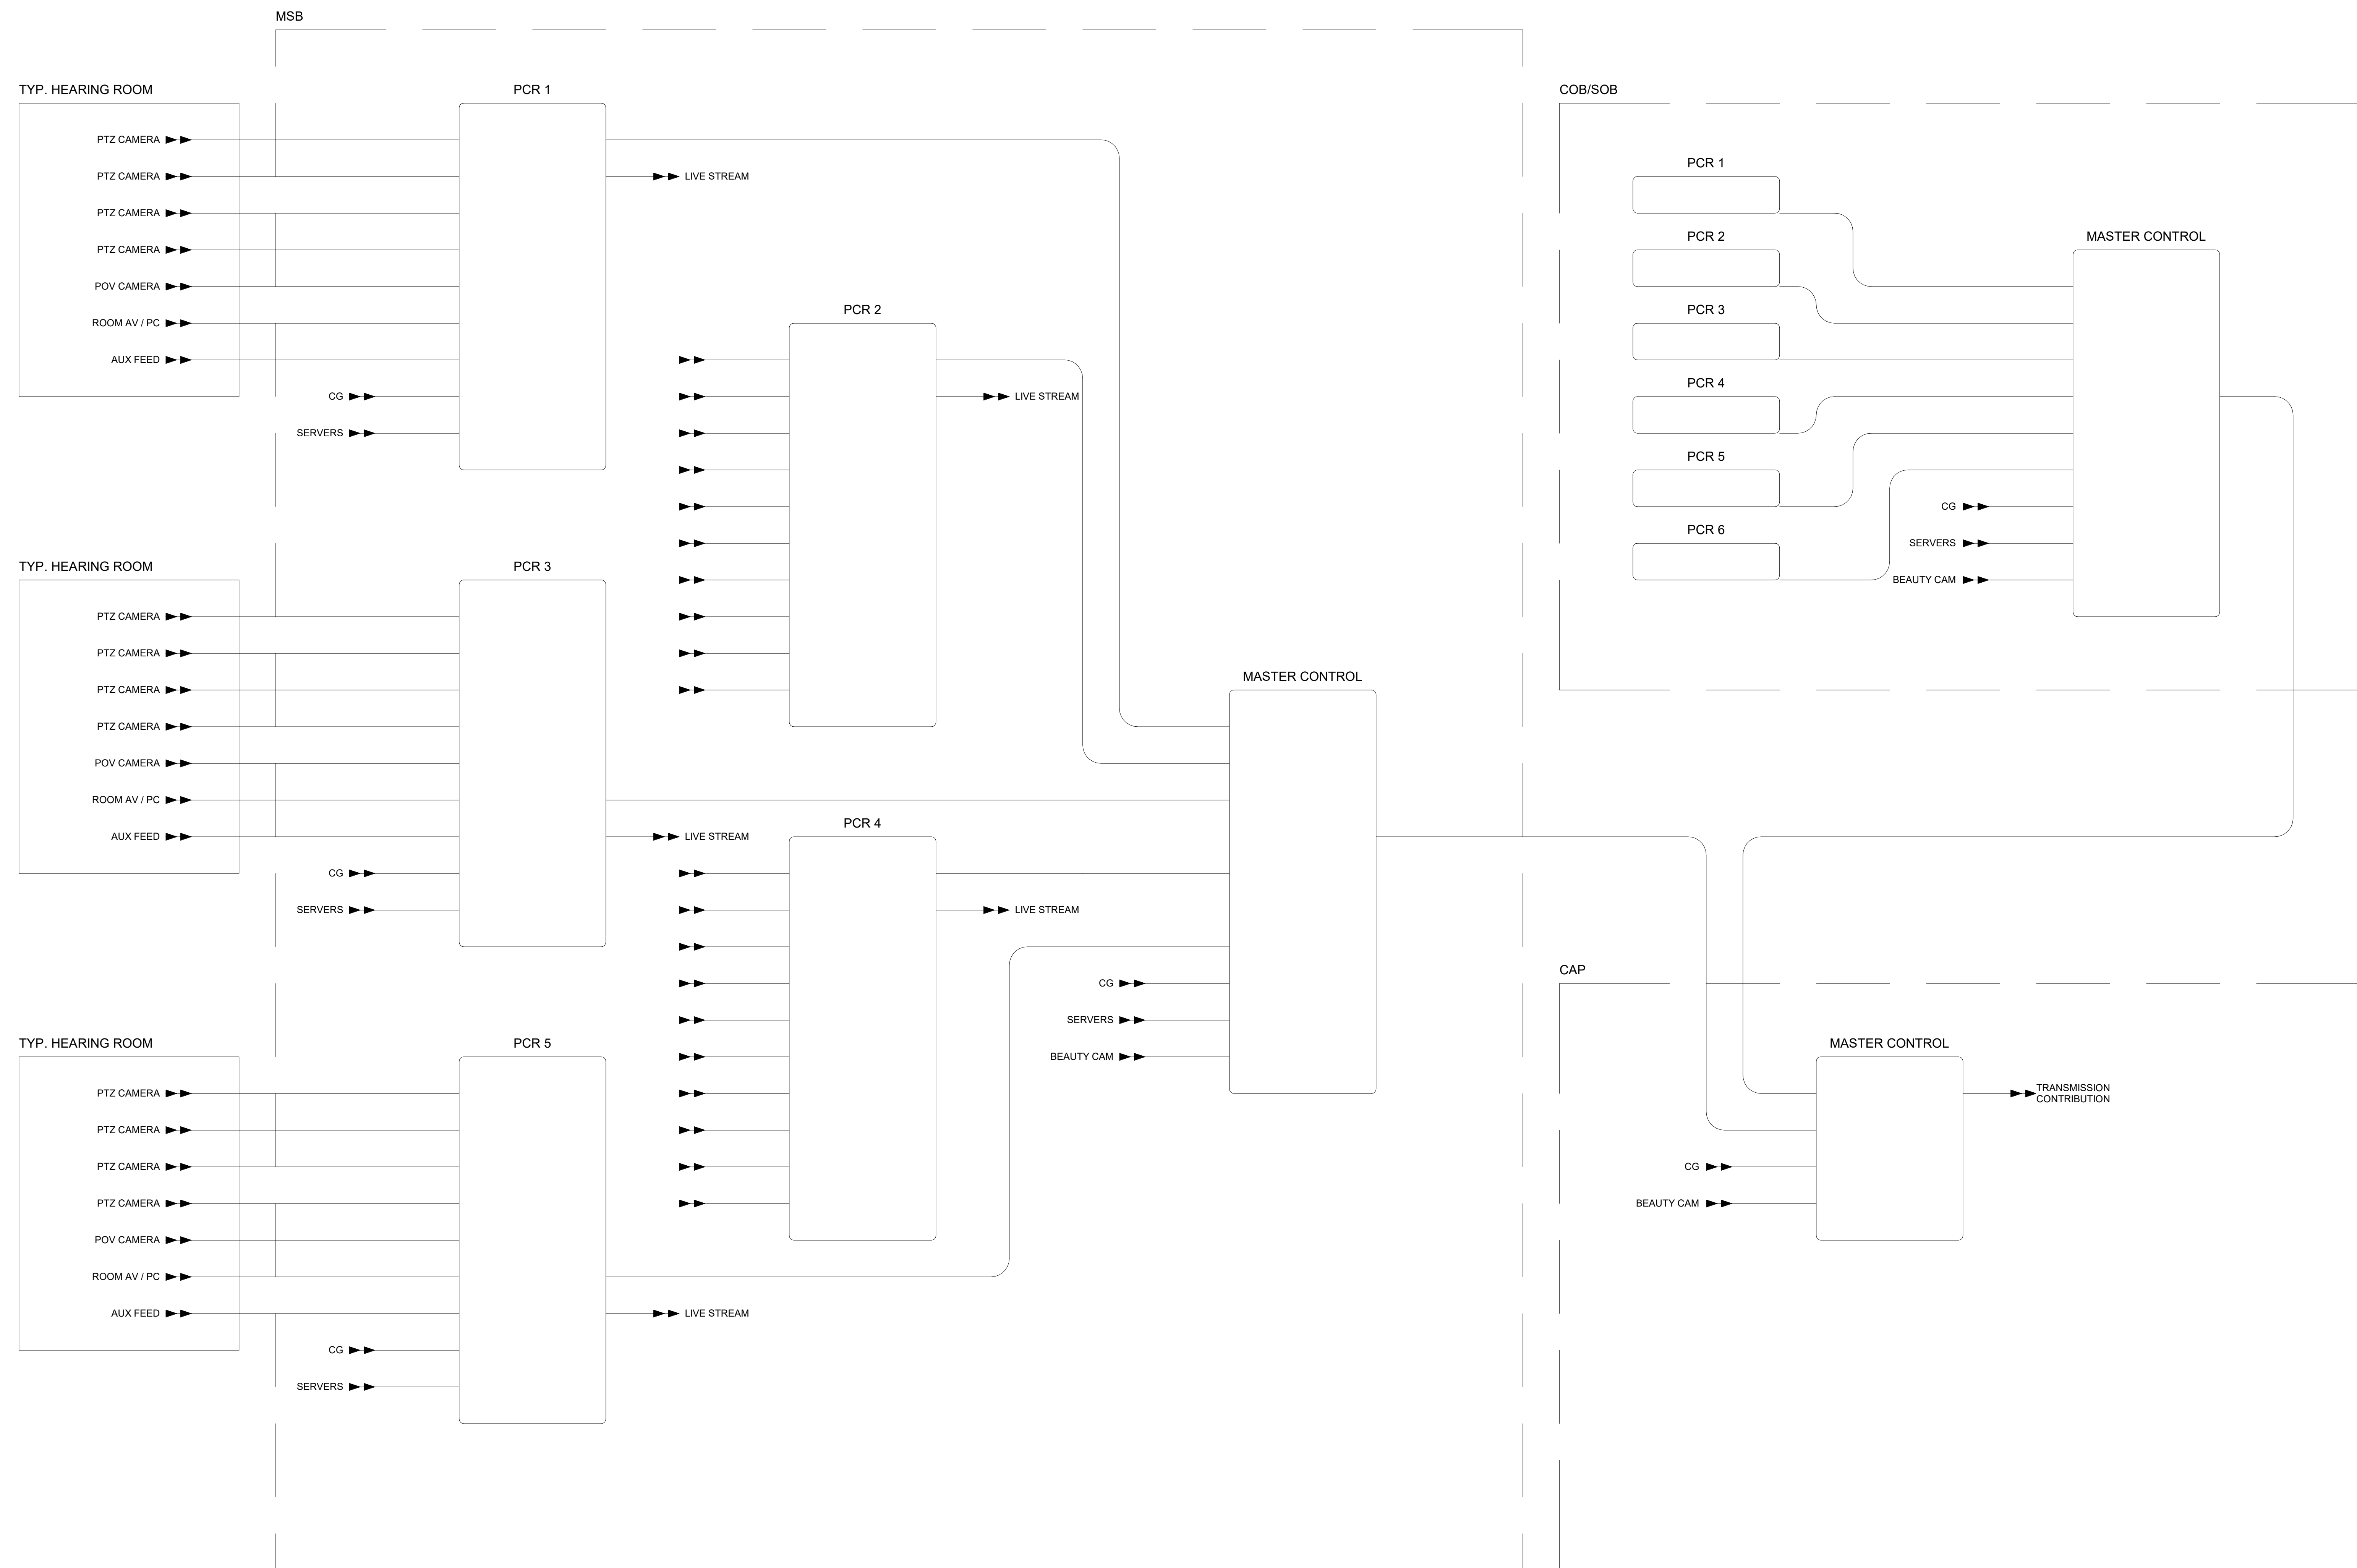 MSB
TYP. HEARING ROOM
PTZ CAMERA
PTZ CAMERA
PTZ CAMERA
PTZ CAMERA
POV CAMERA
ROOM AV / PC
AUX FEED
PCR 1
CG
SERVERS
LIVE STREAM
PCR 2
LIVE STREAM
TYP. HEARING ROOM
PTZ CAMERA
PTZ CAMERA
PTZ CAMERA
PTZ CAMERA
POV CAMERA
ROOM AV / PC
AUX FEED
PCR 3
CG
SERVERS
LIVE STREAM
PCR 4
LIVE STREAM
TYP. HEARING ROOM
PTZ CAMERA
PTZ CAMERA
PTZ CAMERA
PTZ CAMERA
POV CAMERA
ROOM AV / PC
AUX FEED
PCR 5
CG
SERVERS
LIVE STREAM
MASTER CONTROL
CG
SERVERS
BEAUTY CAM
COB/SOB
PCR 1
PCR 2
PCR 3
PCR 4
PCR 5
PCR 6
MASTER CONTROL
CG
SERVERS
BEAUTY CAM
CAP
MASTER CONTROL
CG
BEAUTY CAM
TRANSMISSION
CONTRIBUTION